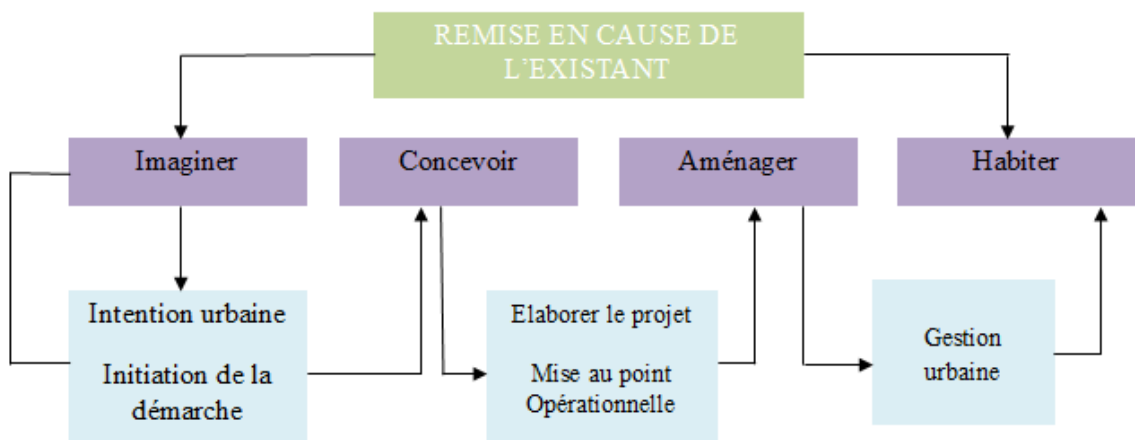 REMISE EN CAUSE DE
L'EXISTANT
Imaginer
Concevoir
Aménager
Habiter
Intention urbaine
Initiation de la
démarche
Elaborer le projet
Mise au point
Opérationnelle
Gestion
urbaine